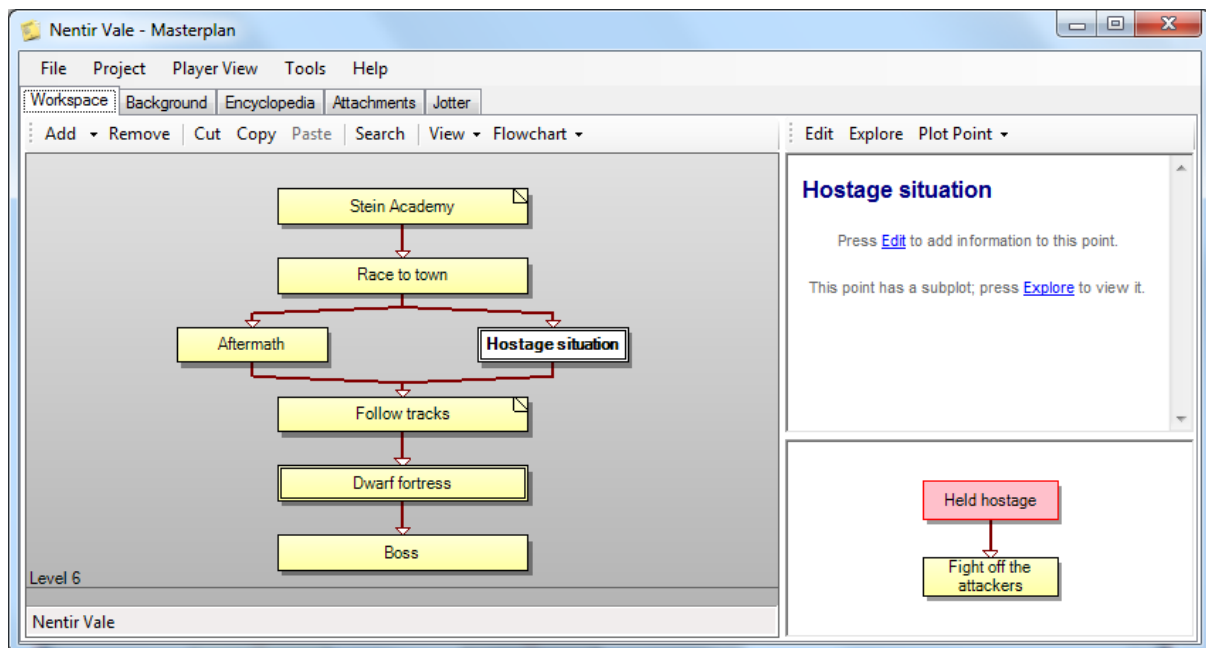 Nentir Vale - Masterplan
File Project Player View Tools Help
Workspace Background Encyclopedia Attachments Jotter
Add Remove Cut Copy Paste Search View Flowchart
Edit Explore Plot Point
Stein Academy
Race to town
Aftermath Hostage situation
Follow tracks
Dwarf fortress
Boss
Level 6
Nentir Vale
Hostage situation
Press Edit to add information to this point.
This point has a subplot; press Explore to view it.
Held hostage
Fight off the
attackers